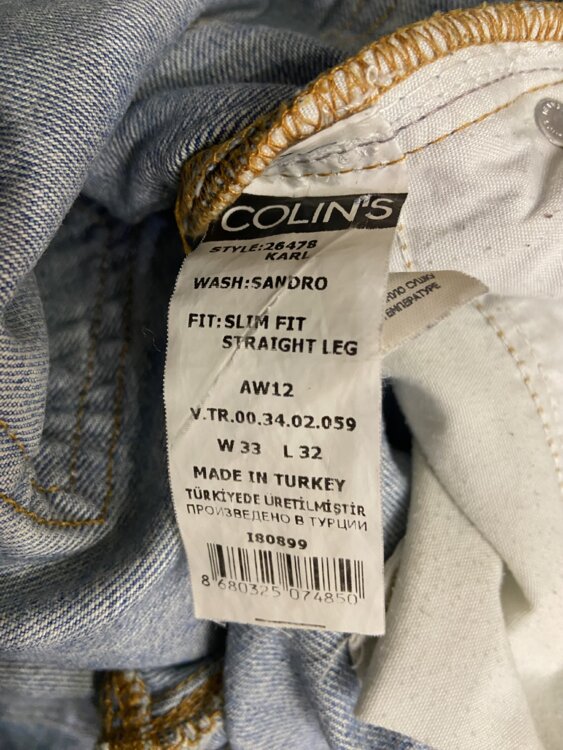 COLIN'S
STYLE:26478
KARL
WASH:SANDRO
FIT:SLIM FIT
STRAIGHT LEG
AW12
V.TR.00.34.02.059
W 33 L 32
MADE IN TURKEY
TÜRKİYEDE ÜRETİLMİŞTİR
ПРОИЗВЕДЕНО В ТУРЦИИ
I80899
8 680325 074850
СУШКУ